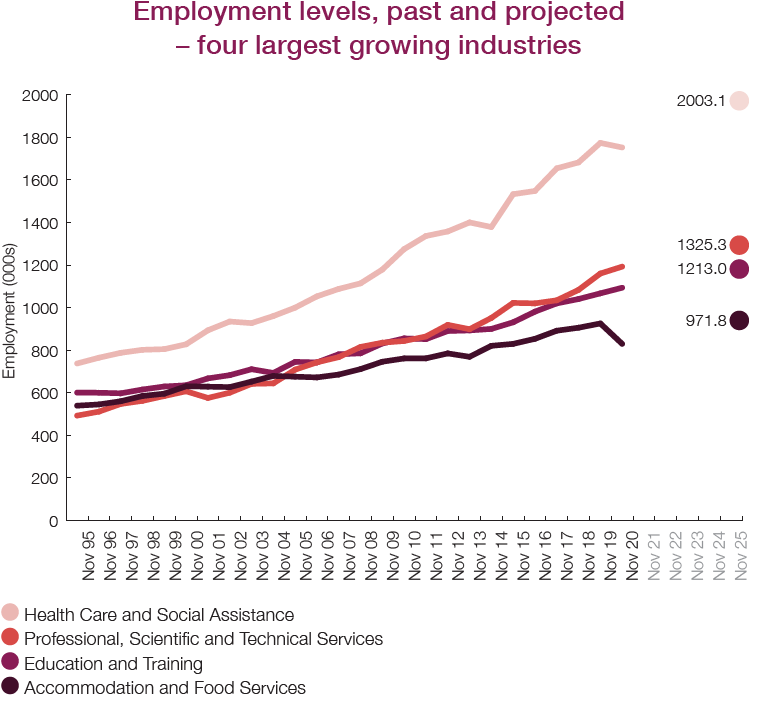 Employment levels, past and projected
– four largest growing industries
Employment (000s)
2000
1800
1600
1400
1200
1000
800
600
400
200
0
2003.1
1325.3
1213.0
971.8
Nov 95
Nov 96
Nov 97
Nov 98
Nov 99
Nov 00
Nov 01
Nov 02
Nov 03
Nov 04
Nov 05
Nov 06
Nov 07
Nov 08
Nov 09
Nov 10
Nov 11
Nov 12
Nov 13
Nov 14
Nov 15
Nov 16
Nov 17
Nov 18
Nov 19
Nov 20
Nov 21
Nov 22
Nov 23
Nov 24
Nov 25
Health Care and Social Assistance
Professional, Scientific and Technical Services
Education and Training
Accommodation and Food Services